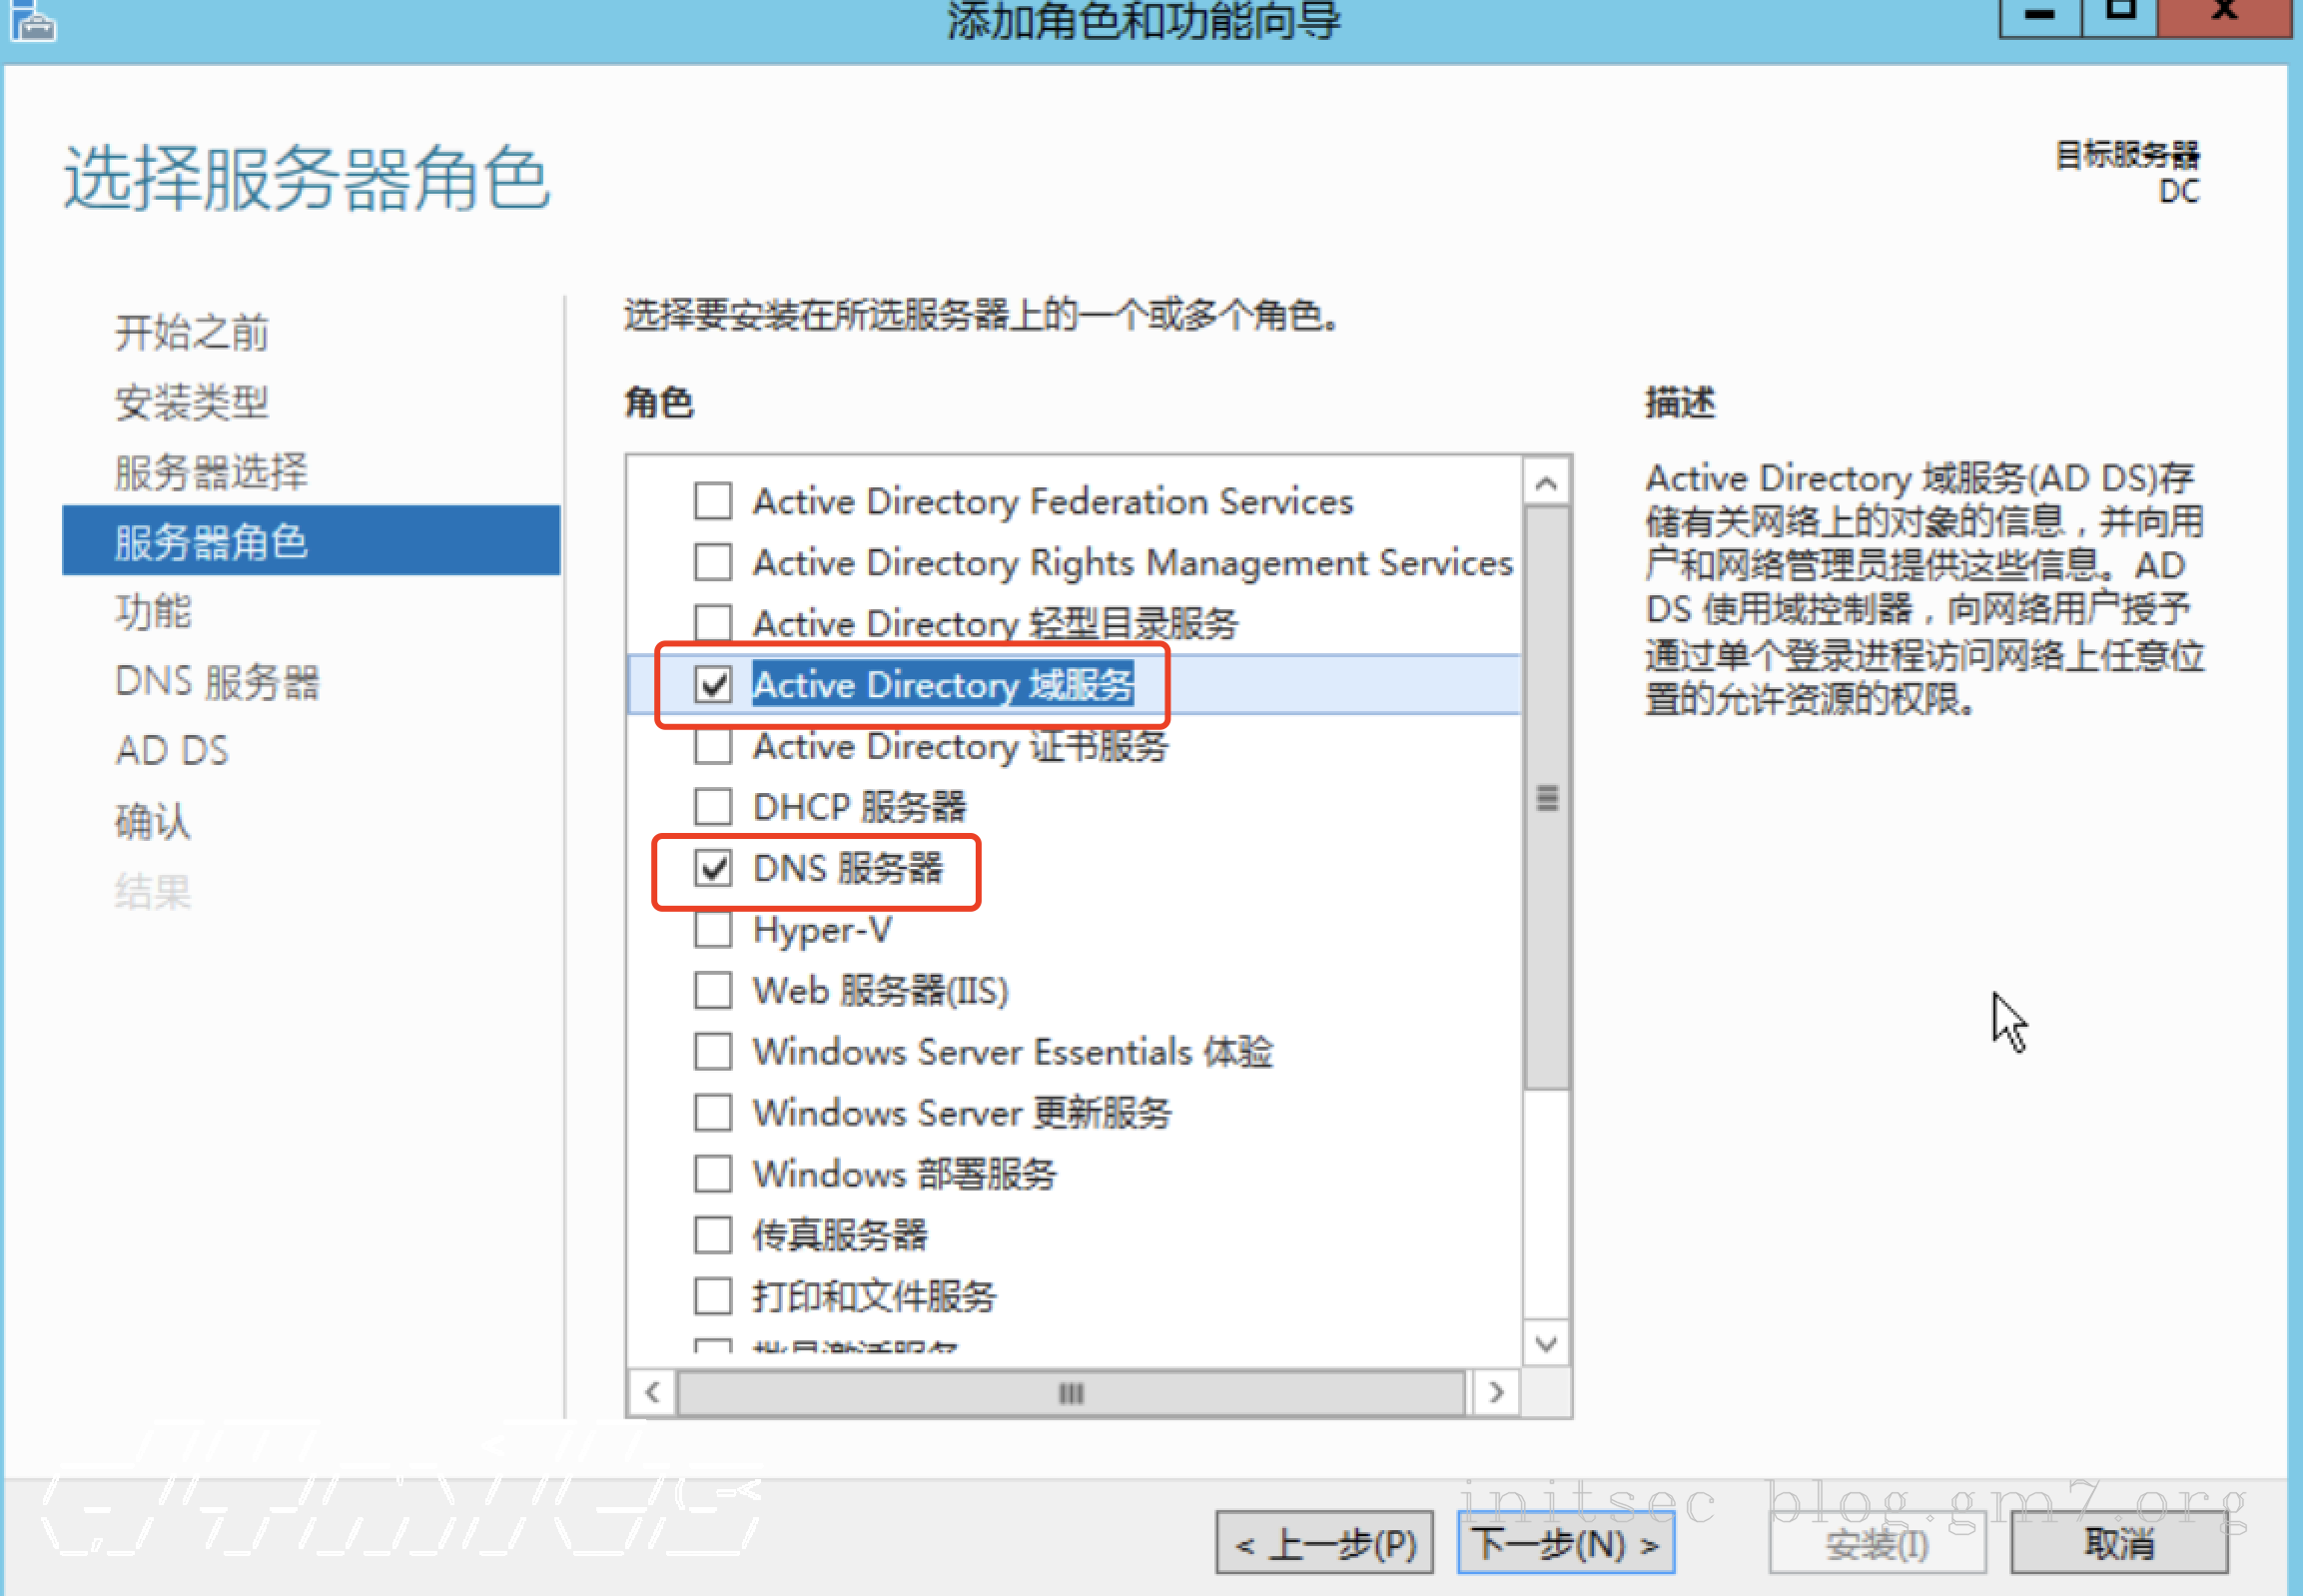 添加角色和功能向导
选择服务器角色
目标服务器
DC
开始之前
安装类型
服务器选择
服务器角色
功能
DNS 服务器
AD DS
确认
结果
选择要安装在所选服务器上的一个或多个角色。
角色
Active Directory Federation Services
Active Directory Rights Management Services
Active Directory 轻型目录服务
Active Directory 域服务
Active Directory 证书服务
DHCP 服务器
DNS 服务器
Hyper-V
Web 服务器(IIS)
Windows Server Essentials 体验
Windows Server 更新服务
Windows 部署服务
传真服务器
打印和文件服务
描述
Active Directory 域服务(AD DS)存
储有关网络上的对象的信息，并向用
户和网络管理员提供这些信息。AD
DS 使用域控制器，向网络用户授予
通过单个登录进程访问网络上任意位
置的允许资源的权限。
initsec blog.gm7.org
< 上一步(P)
下一步(N) >
安装(I)
取消